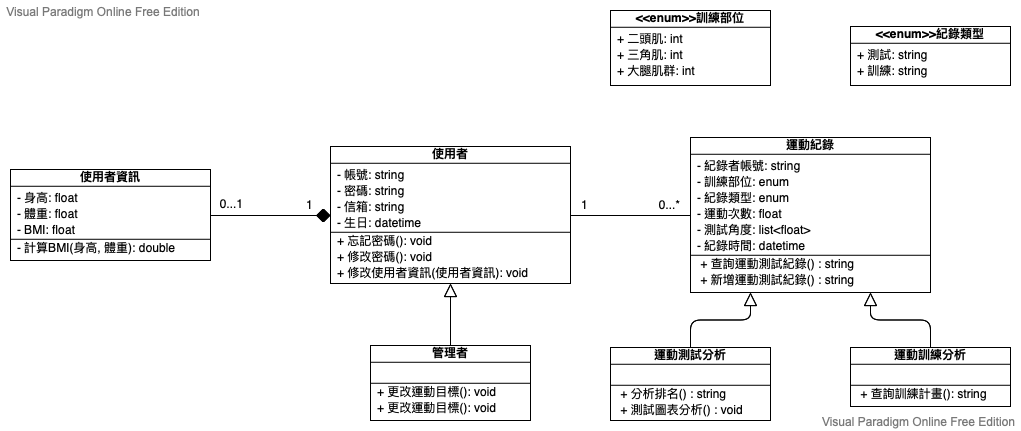 Visual Paradigm Online Free Edition
<<enum>>訓練部位
+ 二頭肌: int
+ 三角肌: int
+ 大腿肌群: int
<<enum>>紀錄類型
+ 測試: string
+ 訓練: string
使用者資訊
- 身高: float
- 體重: float
- BMI: float
- 計算BMI(身高, 體重): double
0...1
1
使用者
- 帳號: string
- 密碼: string
- 信箱: string
- 生日: datetime
+ 忘記密碼(): void
+ 修改密碼(): void
+ 修改使用者資訊(使用者資訊): void
1
0...*
運動紀錄
- 紀錄者帳號: string
- 訓練部位: enum
- 紀錄類型: enum
- 運動次數: float
- 測試角度: list<float>
- 紀錄時間: datetime
+ 查詢運動測試紀錄() : string
+ 新增運動測試紀錄() : string
管理者
+ 更改運動目標(): void
+ 更改運動目標(): void
運動測試分析
+ 分析排名() : string
+ 測試圖表分析() : void
運動訓練分析
+ 查詢訓練計畫(): string
Visual Paradigm Online Free Edition